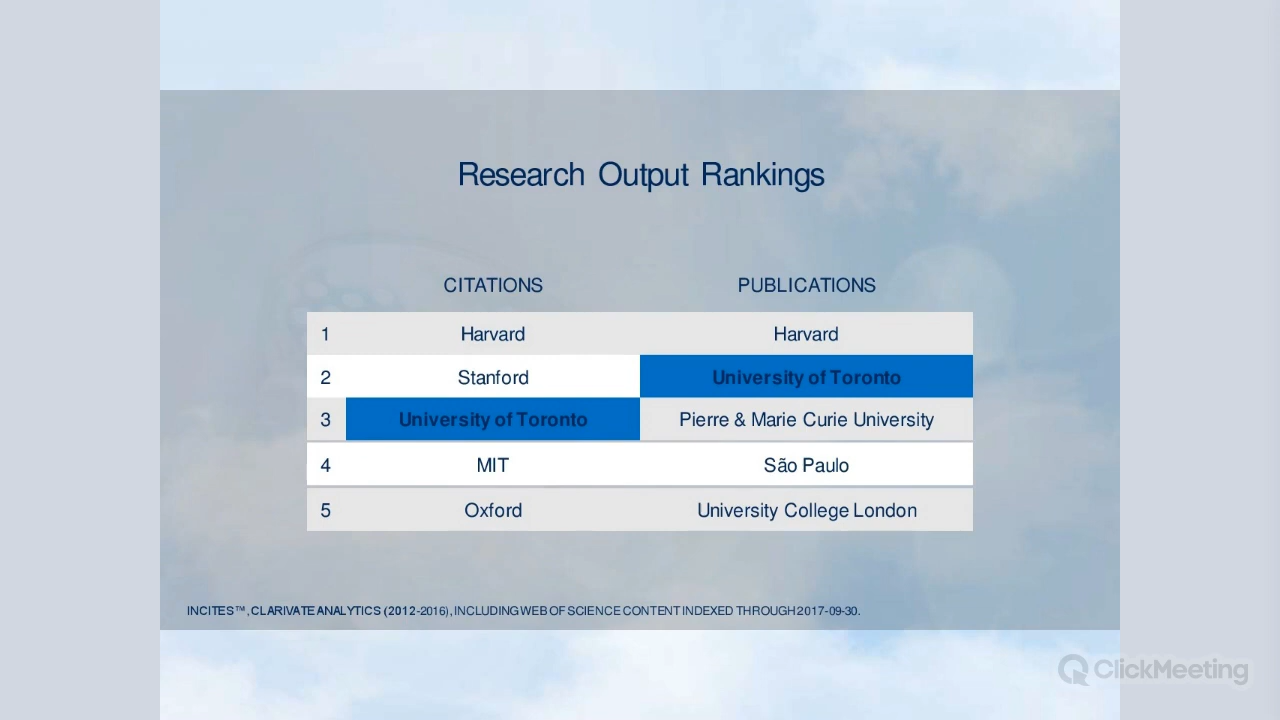 Research Output Rankings
CITATIONS PUBLICATIONS
1 Harvard Harvard
2 Stanford University of Toronto
3 University of Toronto Pierre & Marie Curie University
4 MIT São Paulo
5 Oxford University College London
INCITES™, CLARIVATE ANALYTICS (2012-2016), INCLUDING WEB OF SCIENCE CONTENT INDEXED THROUGH 2017-09-30.
ClickMeeting